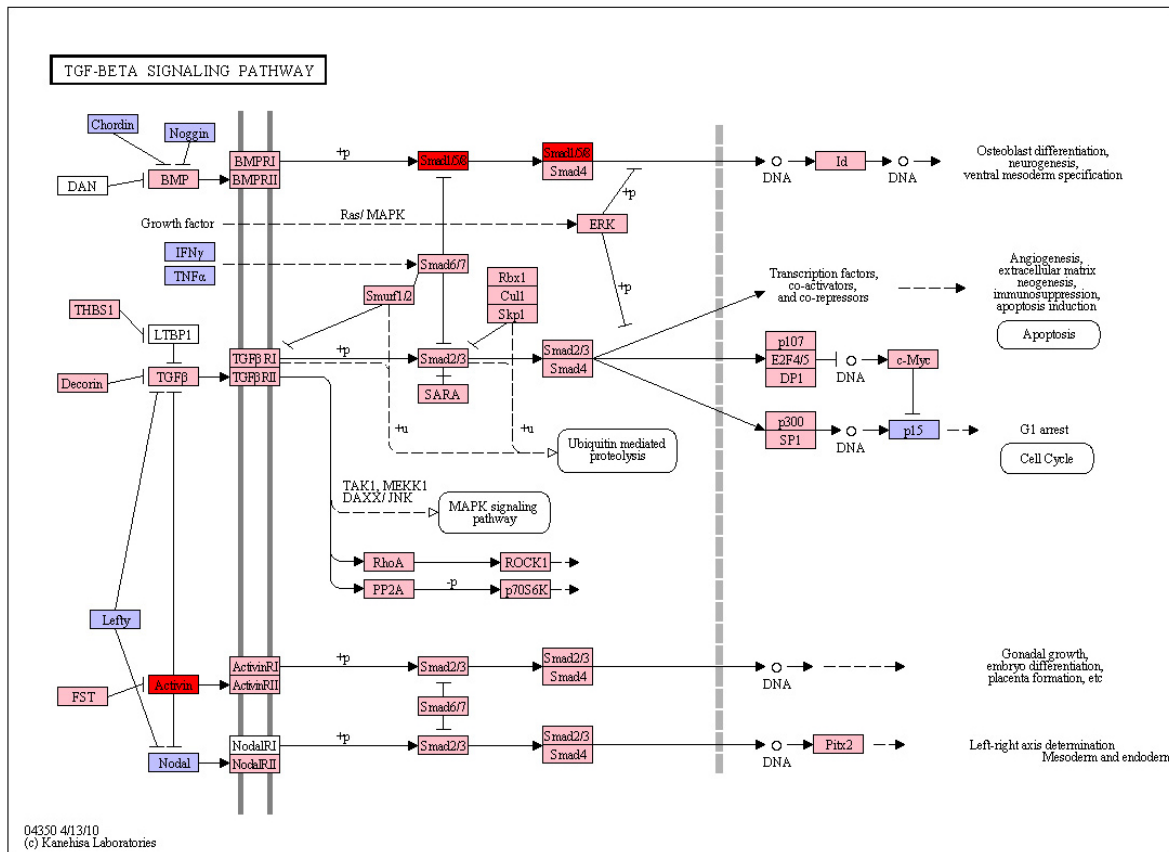 TGF-BETA SIGNALING PATHWAY
Chordin
Noggin
DAN
BMP
BMPRI
BMPRII
+p
Smad1/5/8
Smad1/5/8
Smad4
DNA
Id
DNA
Osteoblast differentiation,
neurogenesis,
ventral mesoderm specification
Growth factor
Ras/ MAPK
ERK
+p
+p
IFNγ
TNFα
Smad6/7
Smurf1/2
Rbx1
Cul1
Skp1
Transcription factors,
co-activators,
and co-repressors
Angiogenesis,
extracellular matrix
neogenesis,
immunosuppression,
apoptosis induction
Apoptosis
THBS1
LTBP1
Decorin
TGFβ
TGFβRI
TGFβRII
+p
Smad2/3
SARA
Smad2/3
Smad4
p107
E2F4/5
DP1
DNA
c-Myc
p300
SP1
DNA
p15
G1 arrest
Cell Cycle
+u
+u
Ubiquitin mediated
proteolysis
TAK1, MEKK1
DAXX/ JNK
MAPK signaling
pathway
RhoA
ROCK1
PP2A
-p
p70S6K
Lefty
FST
Activin
ActivinRI
ActivinRII
+p
Smad2/3
Smad2/3
Smad4
DNA
Gonadal growth,
embryo differentiation,
placenta formation, etc
Smad6/7
Nodal
NodalRI
NodalRII
+p
Smad2/3
Smad2/3
Smad4
DNA
Pitx2
Left-right axis determination
Mesoderm and endoderm
04350 4/13/10
(c) Kanehisa Laboratories